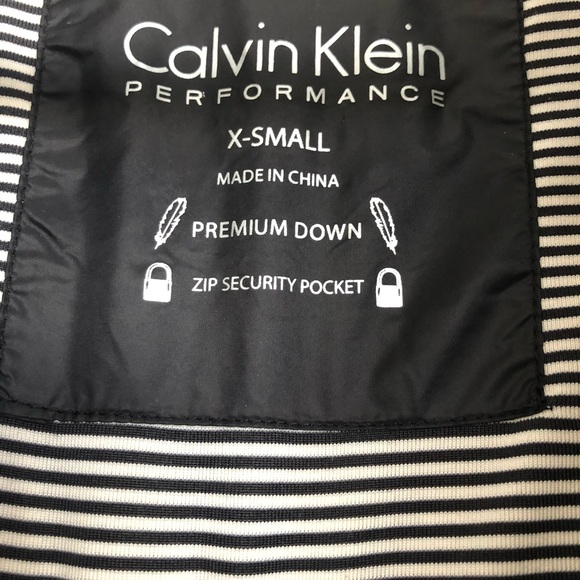 Calvin Klein
PERFORMANCE
X-SMALL
MADE IN CHINA
PREMIUM DOWN
ZIP SECURITY POCKET